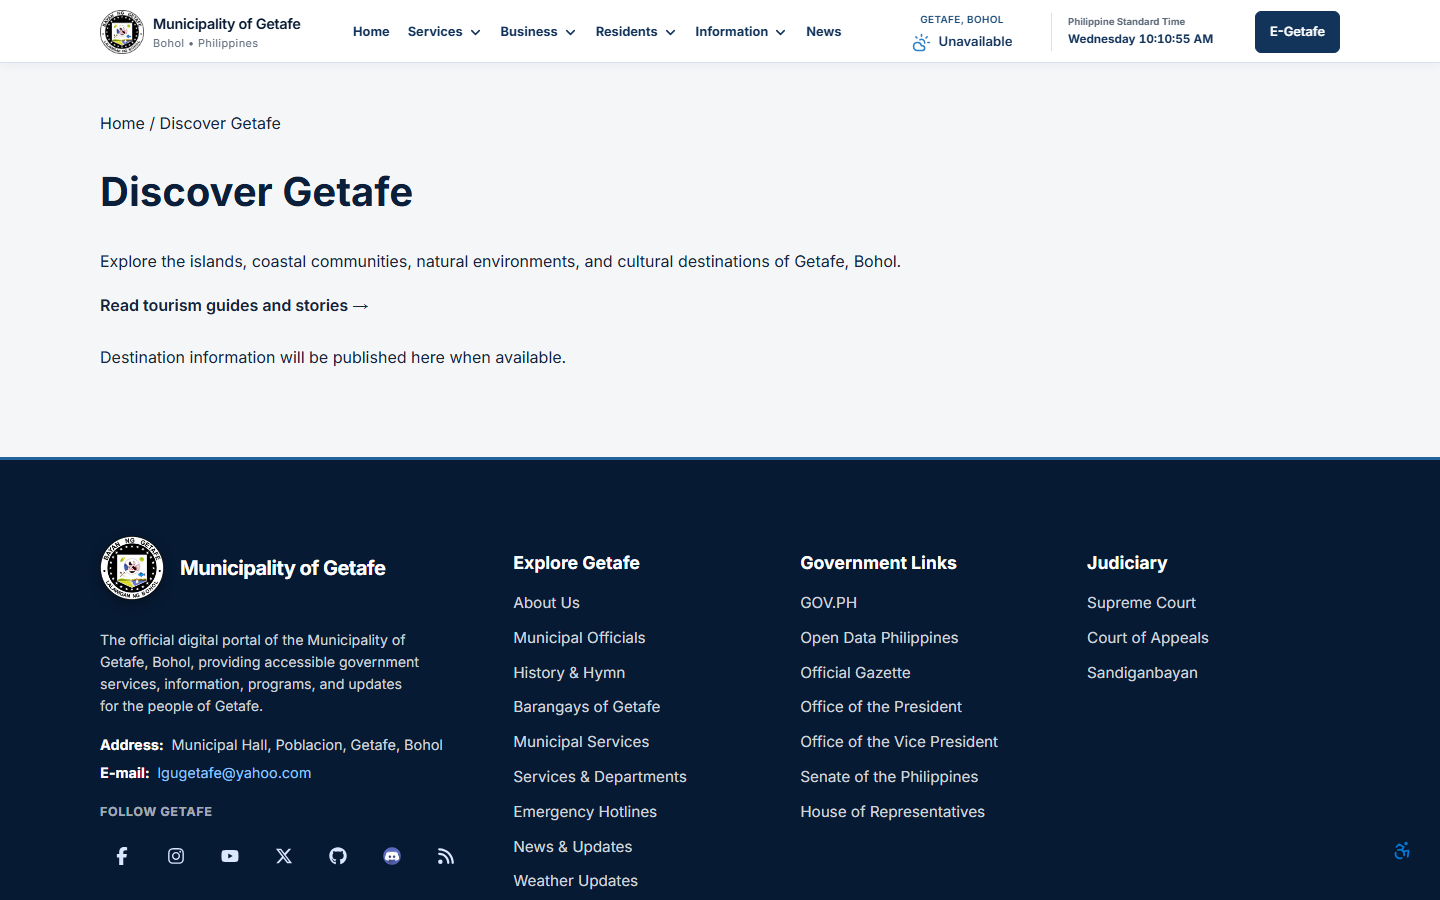 Municipality of Getafe
Bohol • Philippines
Home
Services
Business
Residents
Information
News
GETAFE, BOHOL
Unavailable
Philippine Standard Time
Wednesday 10:10:55 AM
E-Getafe
Home / Discover Getafe
Discover Getafe
Explore the islands, coastal communities, natural environments, and cultural destinations of Getafe, Bohol.
Read tourism guides and stories →
Destination information will be published here when available.
BAYAN NG GETAFE
LALAWIGAN NG BOHOL
Municipality of Getafe
The official digital portal of the Municipality of
Getafe, Bohol, providing accessible government
services, information, programs, and updates
for the people of Getafe.
Address: Municipal Hall, Poblacion, Getafe, Bohol
E-mail: lgugetafe@yahoo.com
FOLLOW GETAFE
Explore Getafe
About Us
Municipal Officials
History & Hymn
Barangays of Getafe
Municipal Services
Services & Departments
Emergency Hotlines
News & Updates
Weather Updates
Government Links
GOV.PH
Open Data Philippines
Official Gazette
Office of the President
Office of the Vice President
Senate of the Philippines
House of Representatives
Judiciary
Supreme Court
Court of Appeals
Sandiganbayan